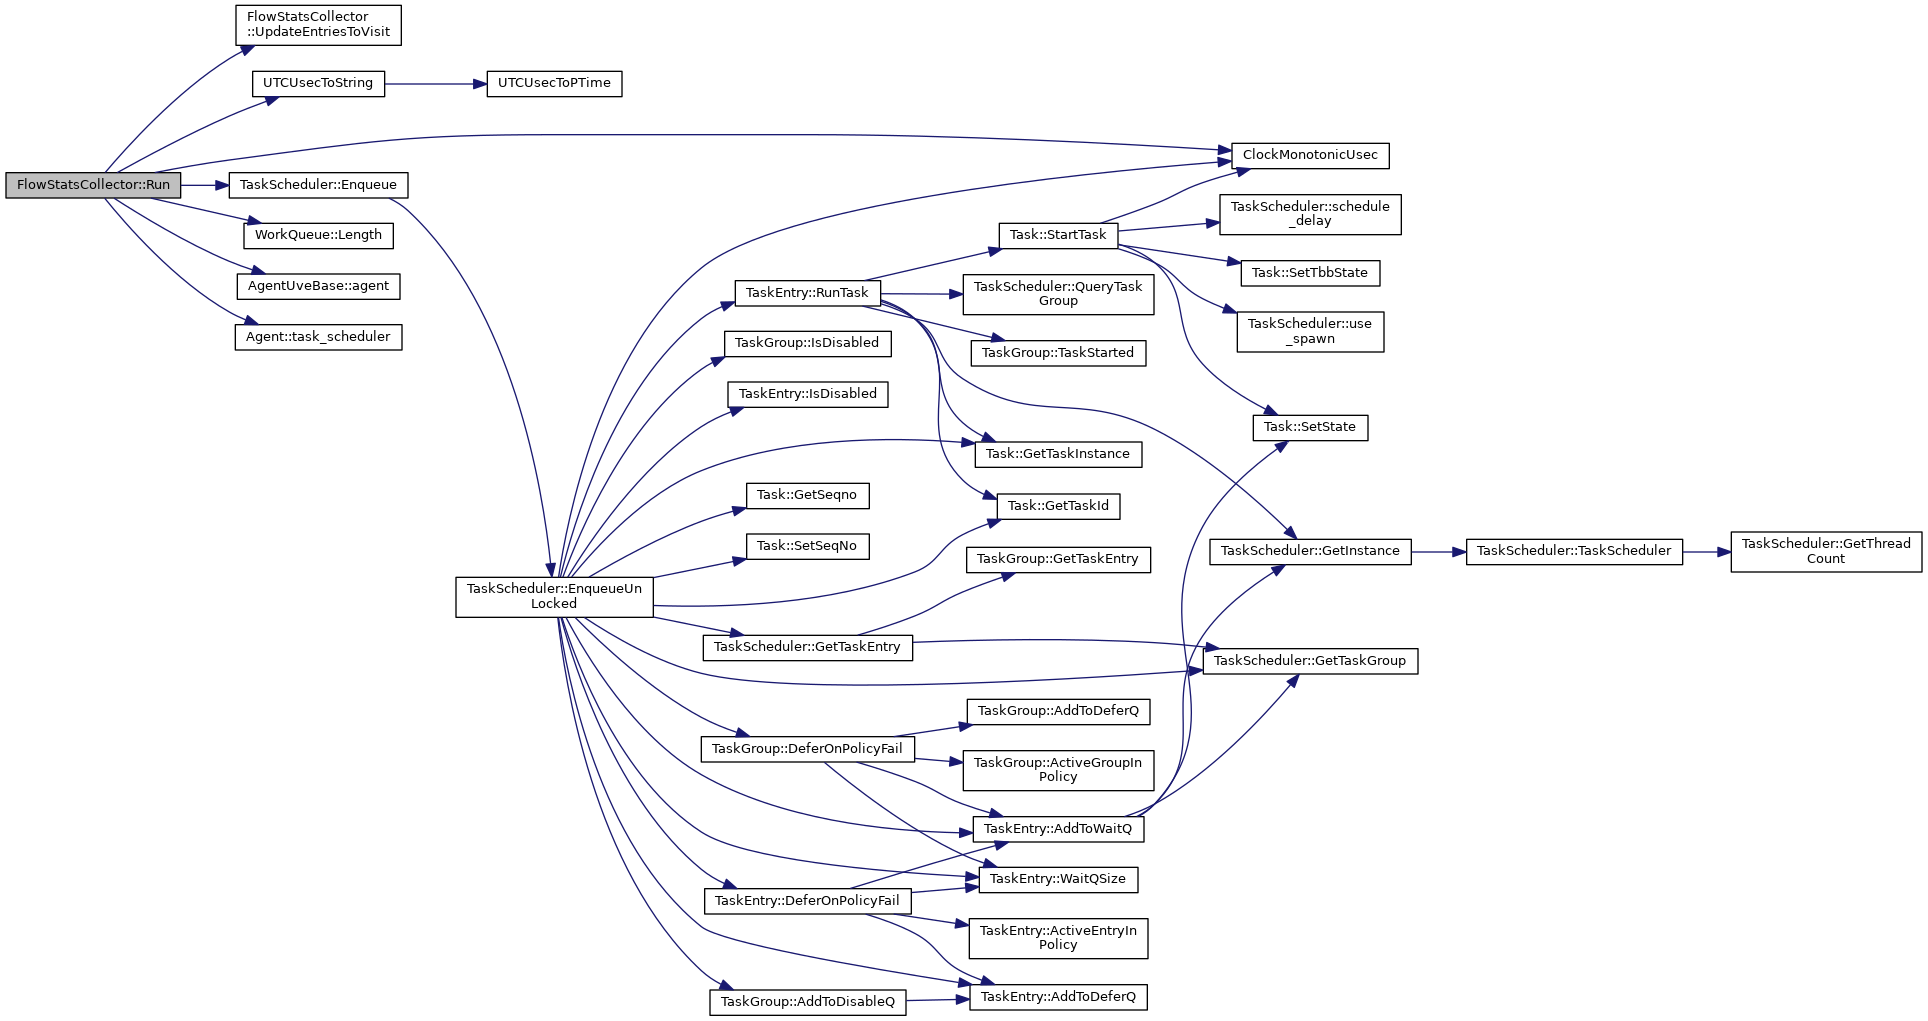 FlowStatsCollector
::UpdateEntriesToVisit
UTCUsecToString
UTCUsecToPTime
ClockMonotonicUsec
FlowStatsCollector::Run
TaskScheduler::Enqueue
WorkQueue::Length
AgentUveBase::agent
Agent::task_scheduler
TaskScheduler::schedule
_delay
Task::StartTask
Task::SetTbbState
TaskEntry::RunTask
TaskScheduler::QueryTask
Group
TaskScheduler::use
_spawn
TaskGroup::IsDisabled
TaskGroup::TaskStarted
TaskEntry::IsDisabled
Task::SetState
Task::GetTaskInstance
Task::GetSeqno
Task::GetTaskId
Task::SetSeqNo
TaskGroup::GetTaskEntry
TaskScheduler::GetInstance
TaskScheduler::TaskScheduler
TaskScheduler::GetThread
Count
TaskScheduler::EnqueueUn
Locked
TaskScheduler::GetTaskEntry
TaskScheduler::GetTaskGroup
TaskGroup::AddToDeferQ
TaskGroup::DeferOnPolicyFail
TaskGroup::ActiveGroupIn
Policy
TaskEntry::AddToWaitQ
TaskEntry::WaitQSize
TaskEntry::DeferOnPolicyFail
TaskEntry::ActiveEntryIn
Policy
TaskGroup::AddToDisableQ
TaskEntry::AddToDeferQ